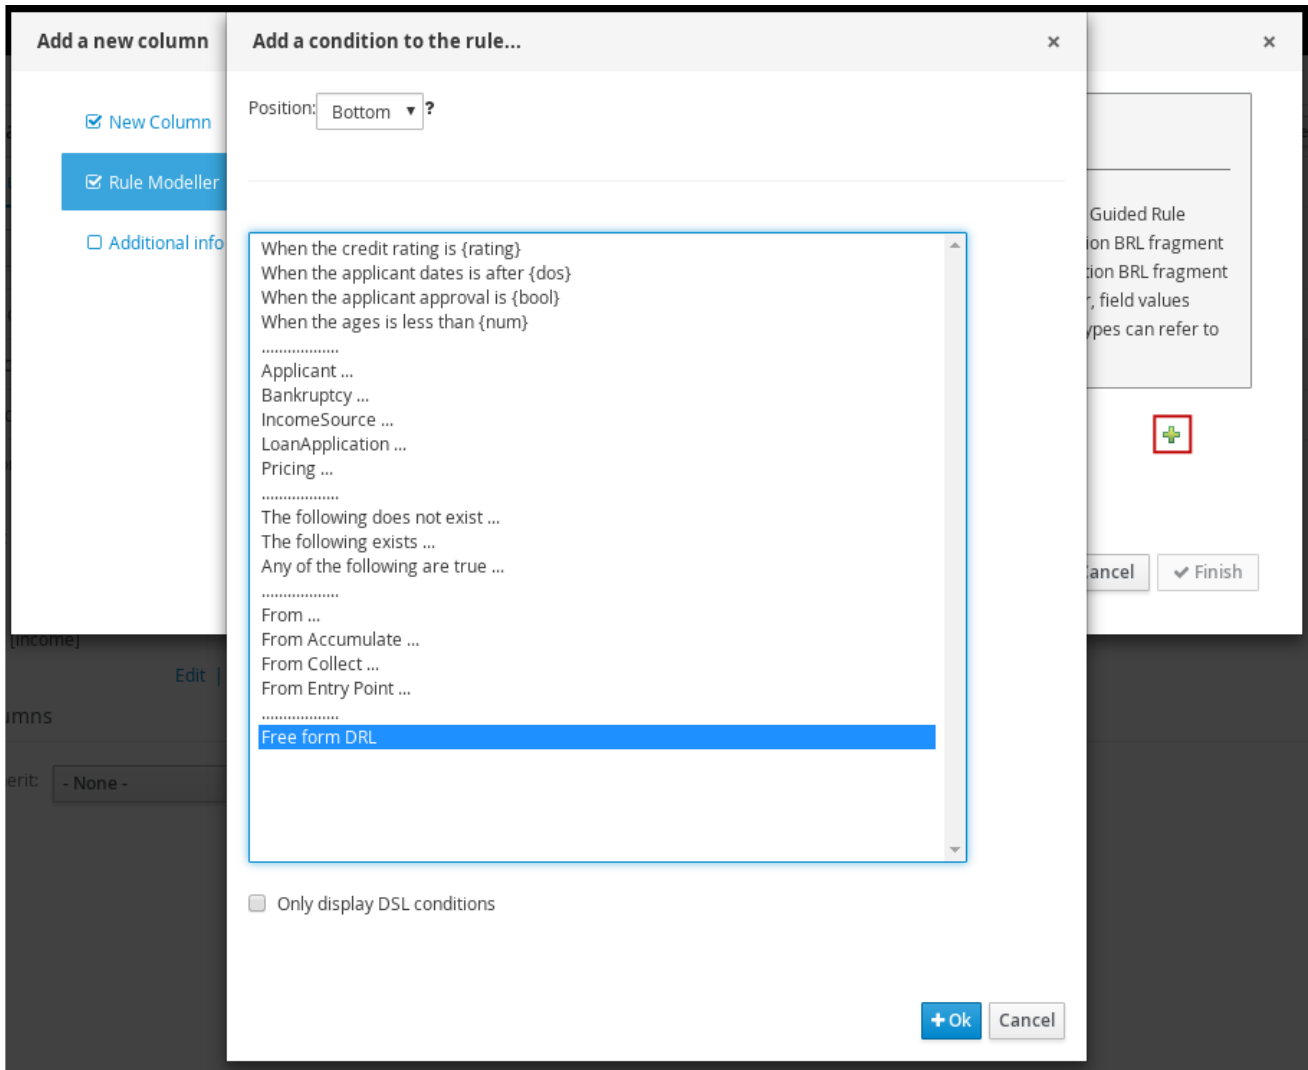 Add a new column
Add a condition to the rule...
×
×
New Column
Rule Modeller
Additional info
Position:
Bottom
?
When the credit rating is {rating}
When the applicant dates is after {dos}
When the applicant approval is {bool}
When the ages is less than {num}
..................
Applicant ...
Bankruptcy ...
IncomeSource ...
LoanApplication ...
Pricing ...
..................
The following does not exist ...
The following exists ...
Any of the following are true ...
..................
From ...
From Accumulate ...
From Collect ...
From Entry Point ...
..................
Free form DRL
Only display DSL conditions
Ok
Cancel
Guided Rule
ion BRL fragment
tion BRL fragment
, field values
ypes can refer to
ancel
Finish
[income]
Edit |
umns
erit:
- None -